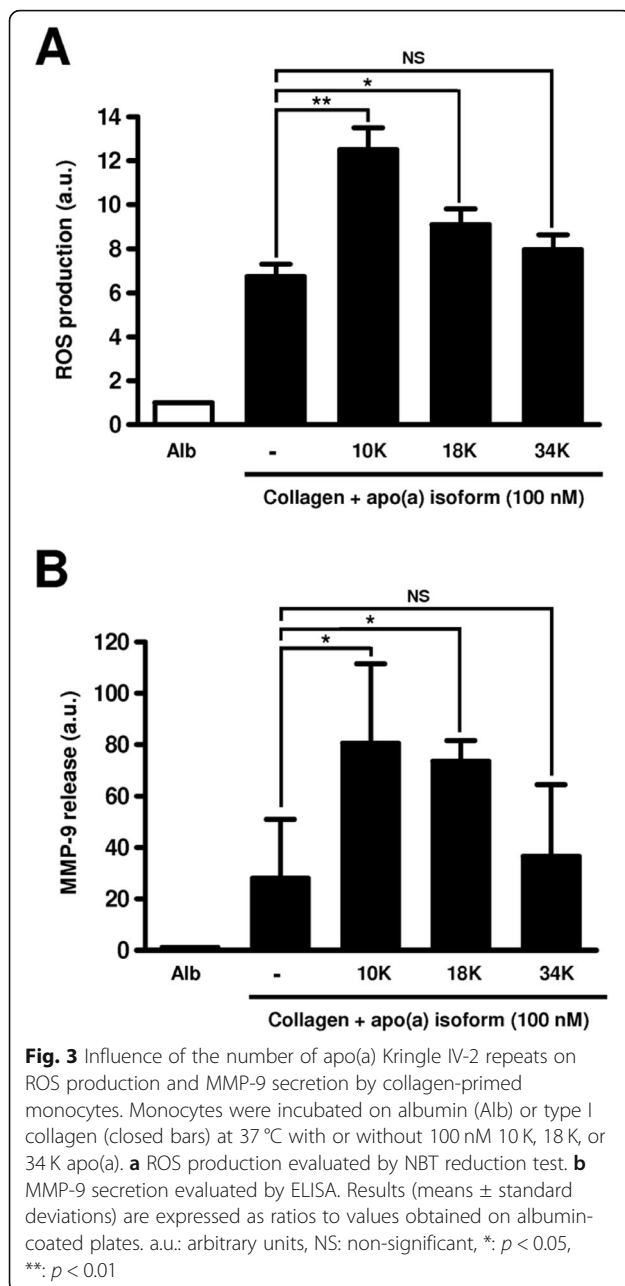 A
NS
*
**
14
12
10
8
6
4
2
0
ROS production (a.u.)
Alb - 10K 18K 34K
Collagen + apo(a) isoform (100 nM)
B
NS
*
*
120
100
80
60
40
20
0
MMP-9 release (a.u.)
Alb - 10K 18K 34K
Collagen + apo(a) isoform (100 nM)
Fig. 3 Influence of the number of apo(a) Kringle IV-2 repeats on
ROS production and MMP-9 secretion by collagen-primed
monocytes. Monocytes were incubated on albumin (Alb) or type I
collagen (closed bars) at 37 °C with or without 100 nM 10 K, 18 K, or
34 K apo(a). a ROS production evaluated by NBT reduction test. b
MMP-9 secretion evaluated by ELISA. Results (means ± standard
deviations) are expressed as ratios to values obtained on albumin-
coated plates. a.u.: arbitrary units, NS: non-significant, *: p < 0.05,
**: p < 0.01